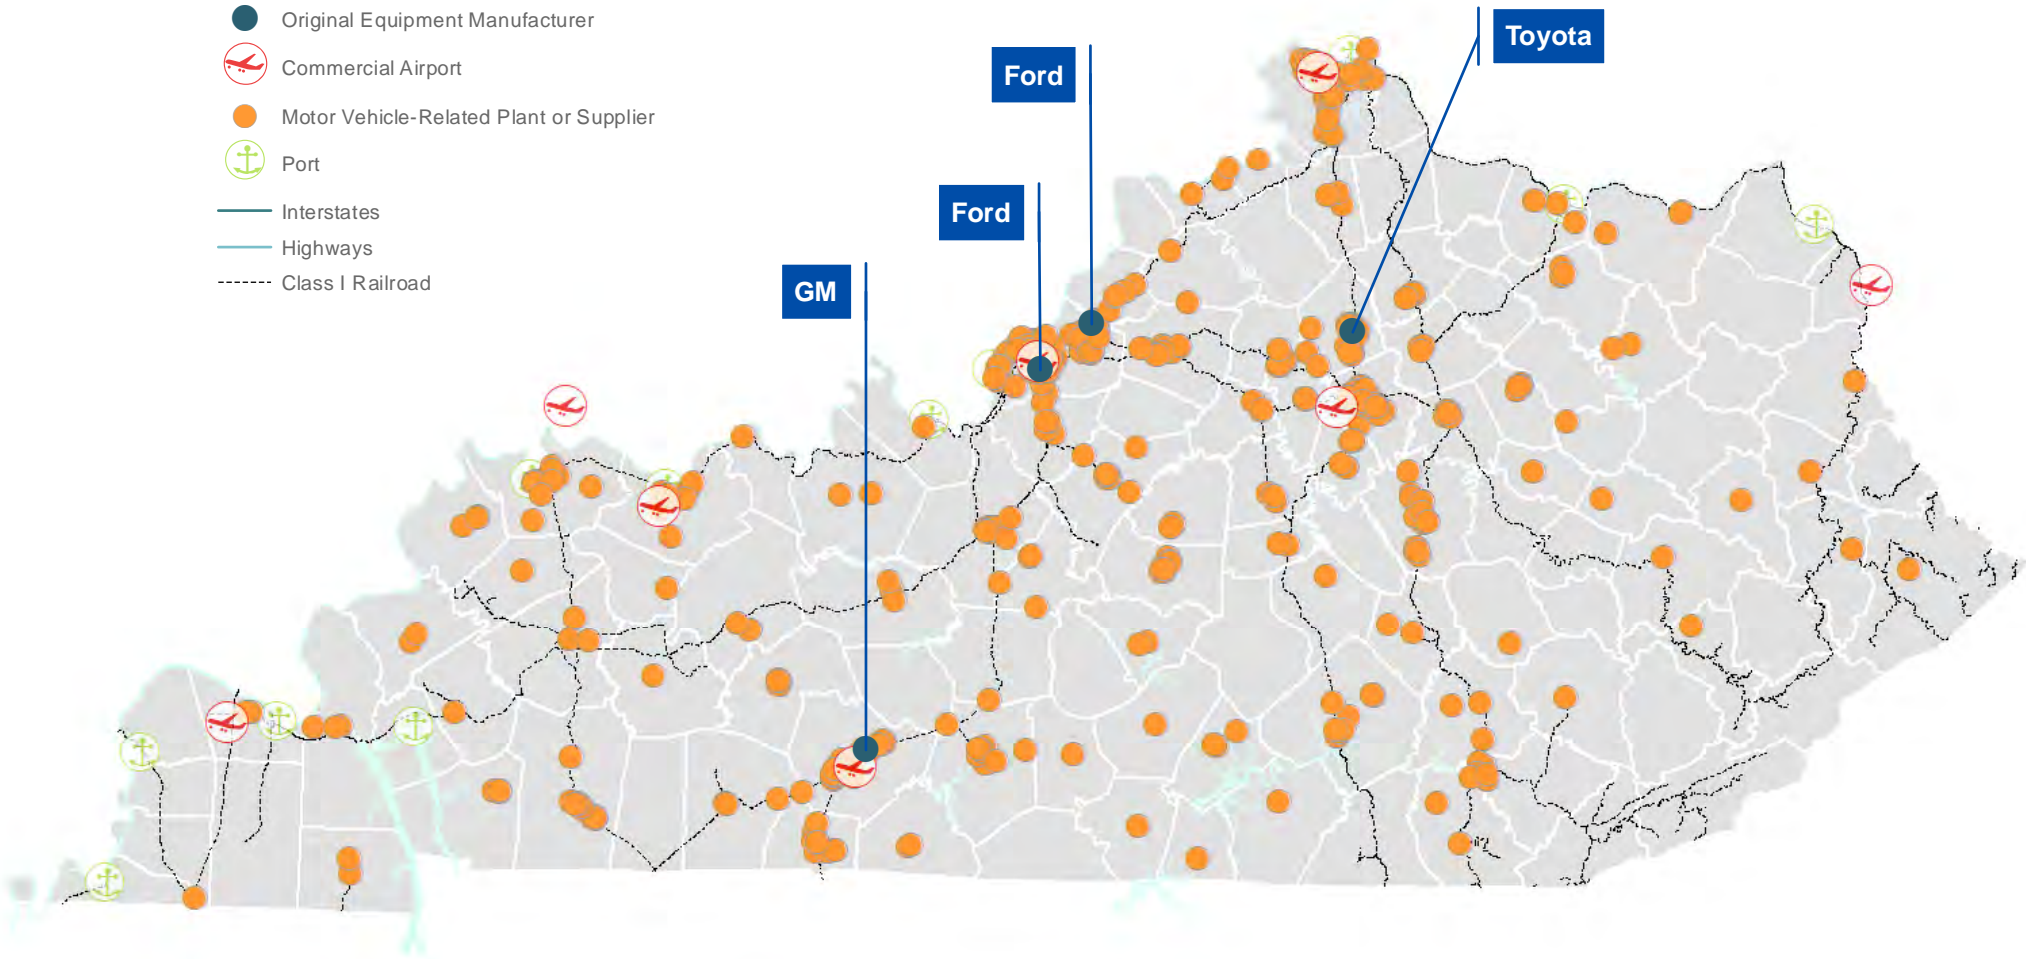 Original Equipment Manufacturer
Commercial Airport
Motor Vehicle-Related Plant or Supplier
Port
Interstates
Highways
Class I Railroad
Toyota
Ford
Ford
GM